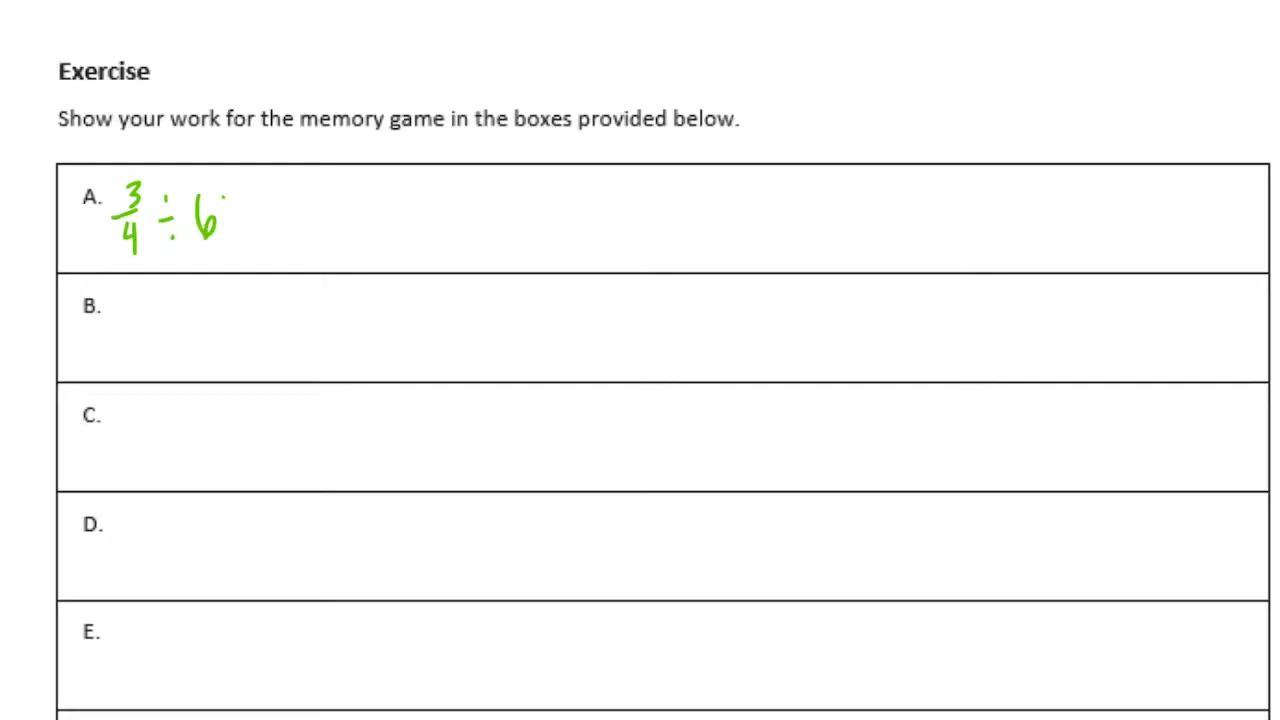 Exercise
Show your work for the memory game in the boxes provided below.
A. 3/4 ÷ 6
B.
C.
D.
E.